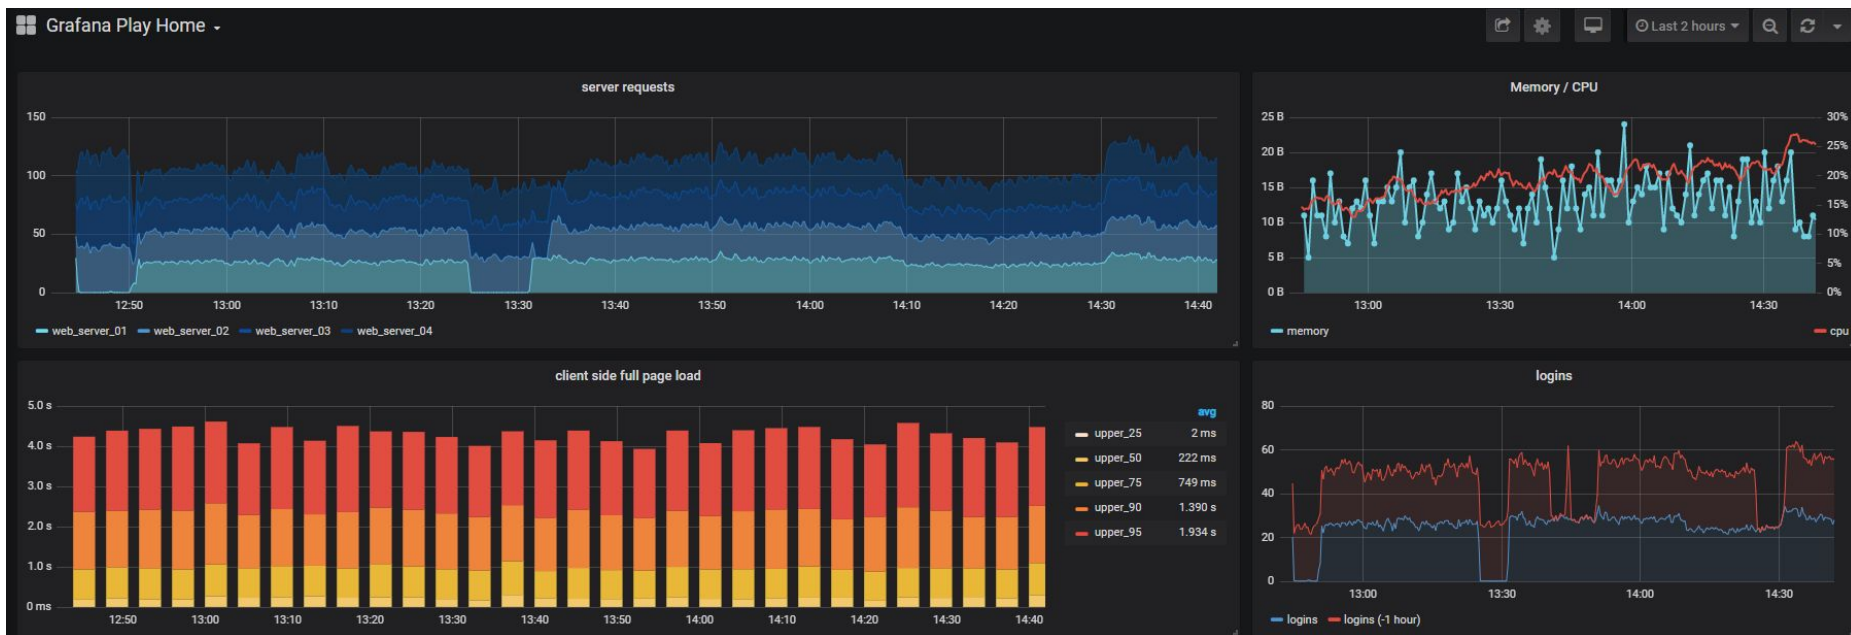 Grafana Play Home
Last 2 hours
server requests
150
100
50
0
12:50 13:00 13:10 13:20 13:30 13:40 13:50 14:00 14:10 14:20 14:30 14:40
web_server_01 web_server_02 web_server_03 web_server_04
Memory / CPU
25 B 30%
25%
20 B
20%
15 B
15%
10 B
10%
5 B
5%
0 B 0%
13:00 13:30 14:00 14:30
memory cpu
client side full page load
5.0 s
4.0 s
3.0 s
2.0 s
1.0 s
0 ms
12:50 13:00 13:10 13:20 13:30 13:40 13:50 14:00 14:10 14:20 14:30 14:40
avg
upper_25 2 ms
upper_50 222 ms
upper_75 749 ms
upper_90 1.390 s
upper_95 1.934 s
logins
80
60
40
20
0
13:00 13:30 14:00 14:30
logins logins (-1 hour)